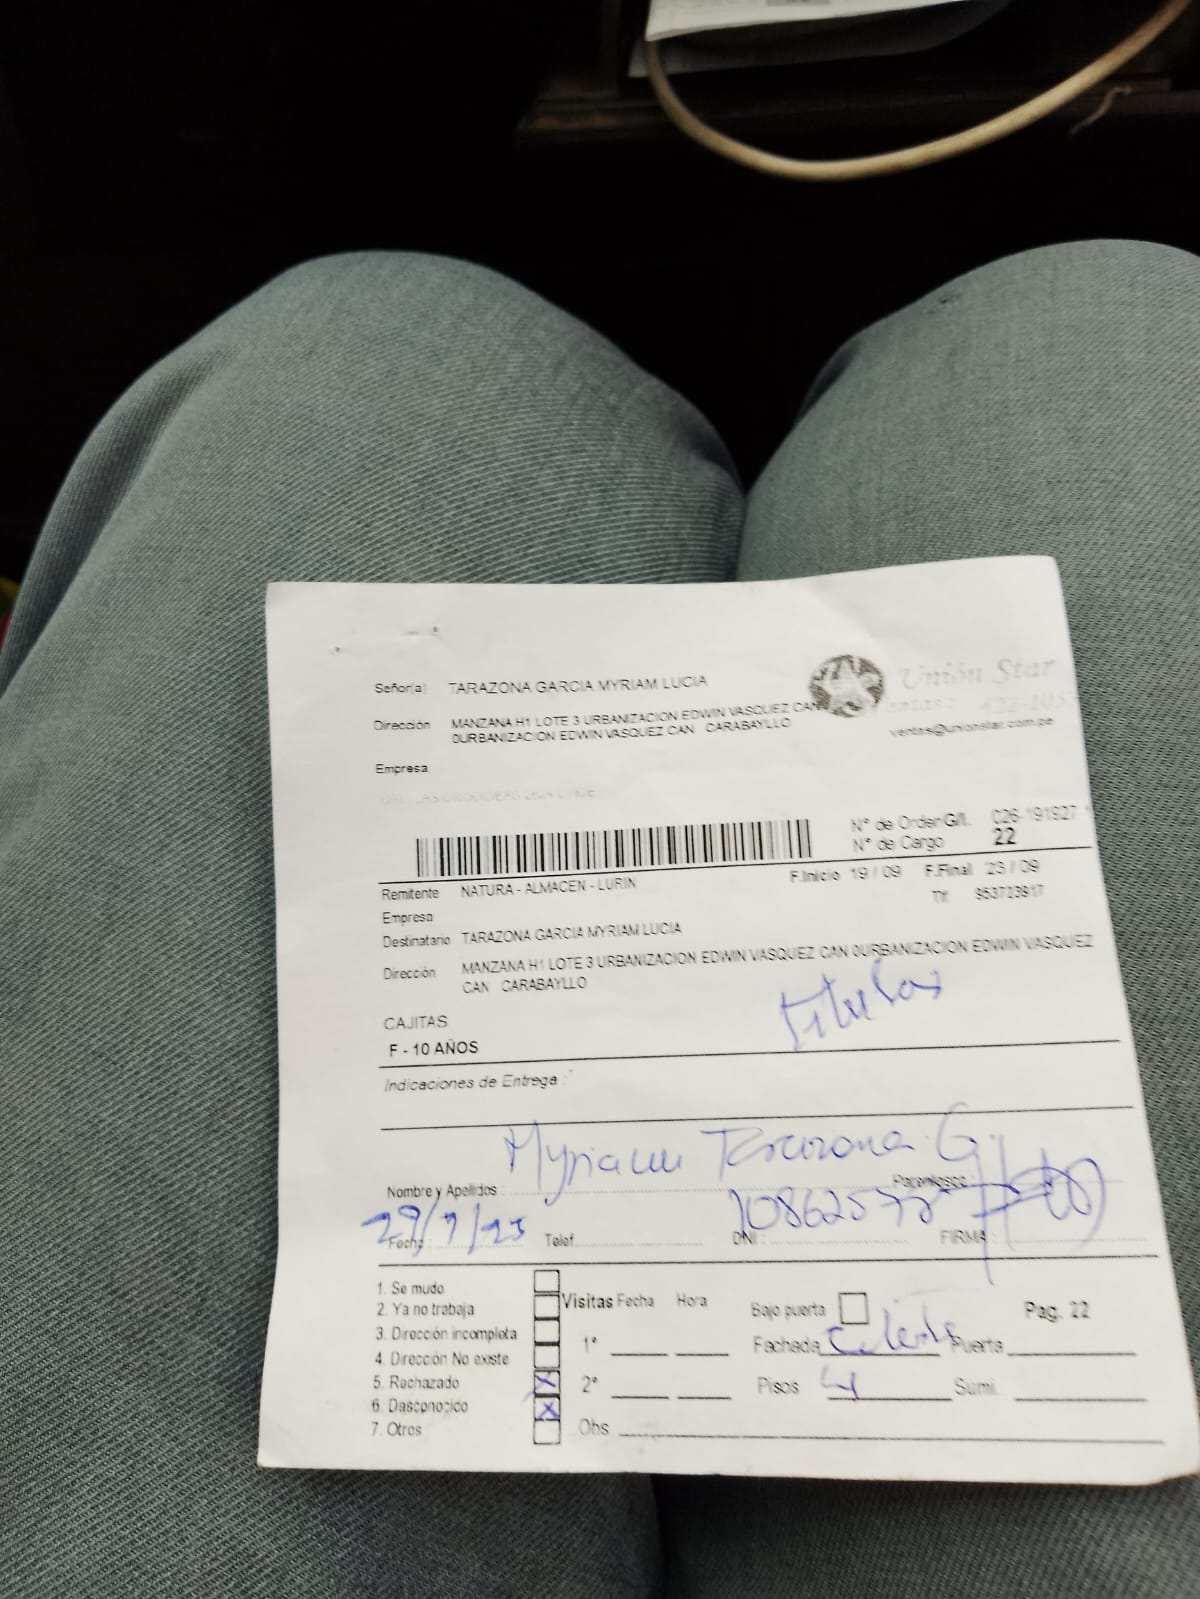 Señor(a) TARAZONA GARCIA MYRIAM LUCIA
Unión Star
Dirección MANZANA H1 LOTE 3 URBANIZACION EDWIN VASQUEZ CAN
0URBANIZACION EDWIN VASQUEZ CAN CARABAYLLO
ventas@unionstar.com.pe
Empresa
N° de Orden G/I. 026-191927-
N° de Cargo 22
Remitente NATURA - ALMACEN - LURIN F.Inicio 19 / 09 F.Final 23 / 09
Empresa Tlf 953723817
Destinatario TARAZONA GARCIA MYRIAM LUCIA
Dirección MANZANA H1 LOTE 3 URBANIZACION EDWIN VASQUEZ CAN 0URBANIZACION EDWIN VASQUEZ
CAN CARABAYLLO
CAJITAS
F - 10 AÑOS
Indicaciones de Entrega :
Myriam Tarazona G.
Nombre y Apellidos : Parentesco :
Fecha : Telef DNI : 10862577 FIRMA :
1. Se mudo
2. Ya no trabaja
3. Dirección incompleta
4. Dirección No existe
5. Rechazado X
6. Desconocido X
7. Otros
Visitas Fecha Hora
1°
2°
Obs
Bajo puerta Pag. 22
Fachada Celeste Puerta
Pisos 4 Sumi.